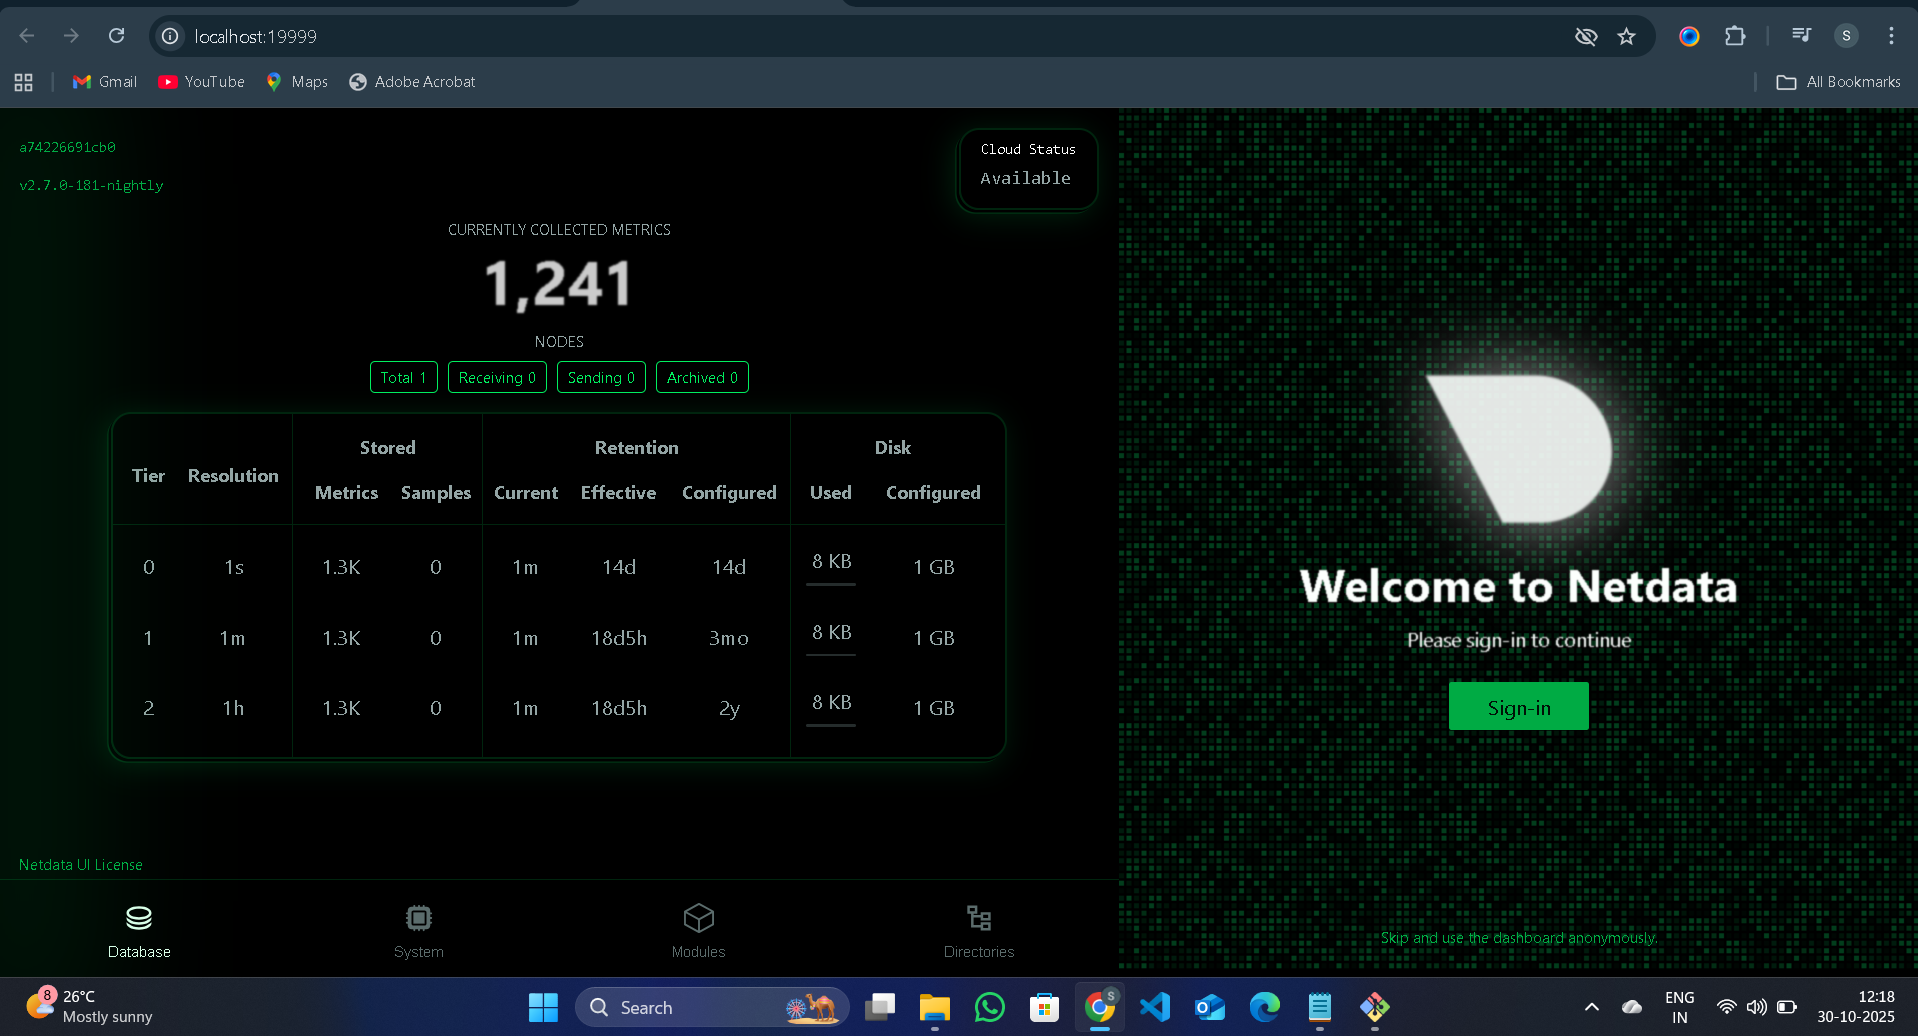 localhost:19999
S
Gmail
YouTube
Maps
Adobe Acrobat
All Bookmarks
a74226691cb0
v2.7.0-181-nightly
Cloud Status
Available
CURRENTLY COLLECTED METRICS
1,241
NODES
Total 1
Receiving 0
Sending 0
Archived 0
Stored Retention Disk
Tier Resolution
Metrics Samples Current Effective Configured Used Configured
0 1s 1.3K 0 1m 14d 14d 8 KB 1 GB
1 1m 1.3K 0 1m 18d5h 3mo 8 KB 1 GB
2 1h 1.3K 0 1m 18d5h 2y 8 KB 1 GB
Netdata UI License
Database
System
Modules
Directories
Welcome to Netdata
Please sign-in to continue
Sign-in
Skip and use the dashboard anonymously.
8
26°C
Mostly sunny
Search
S
ENG
IN
12:18
30-10-2025